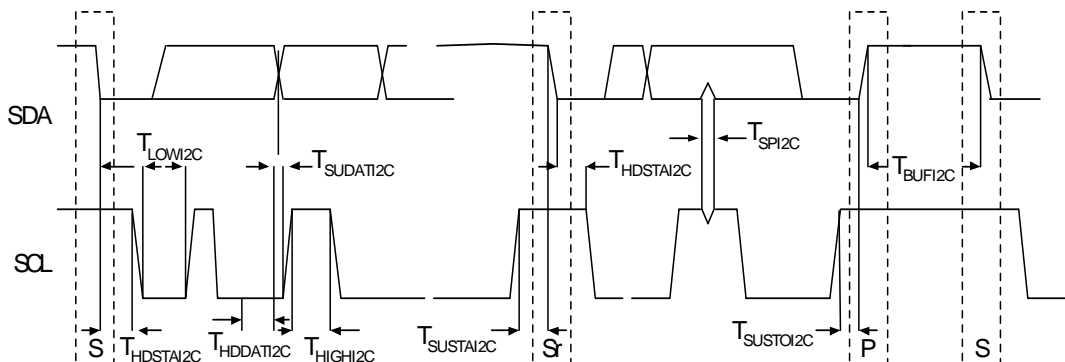 SDA
T_LOWI2C
T_SUDATI2C
T_HDSTAI2C
T_SPI2C
T_BUFI2C
SCL
S
T_HDSTAI2C
T_HDDATI2C
T_HIGHI2C
T_SUSTAI2C
Sr
T_SUSTOI2C
P
S